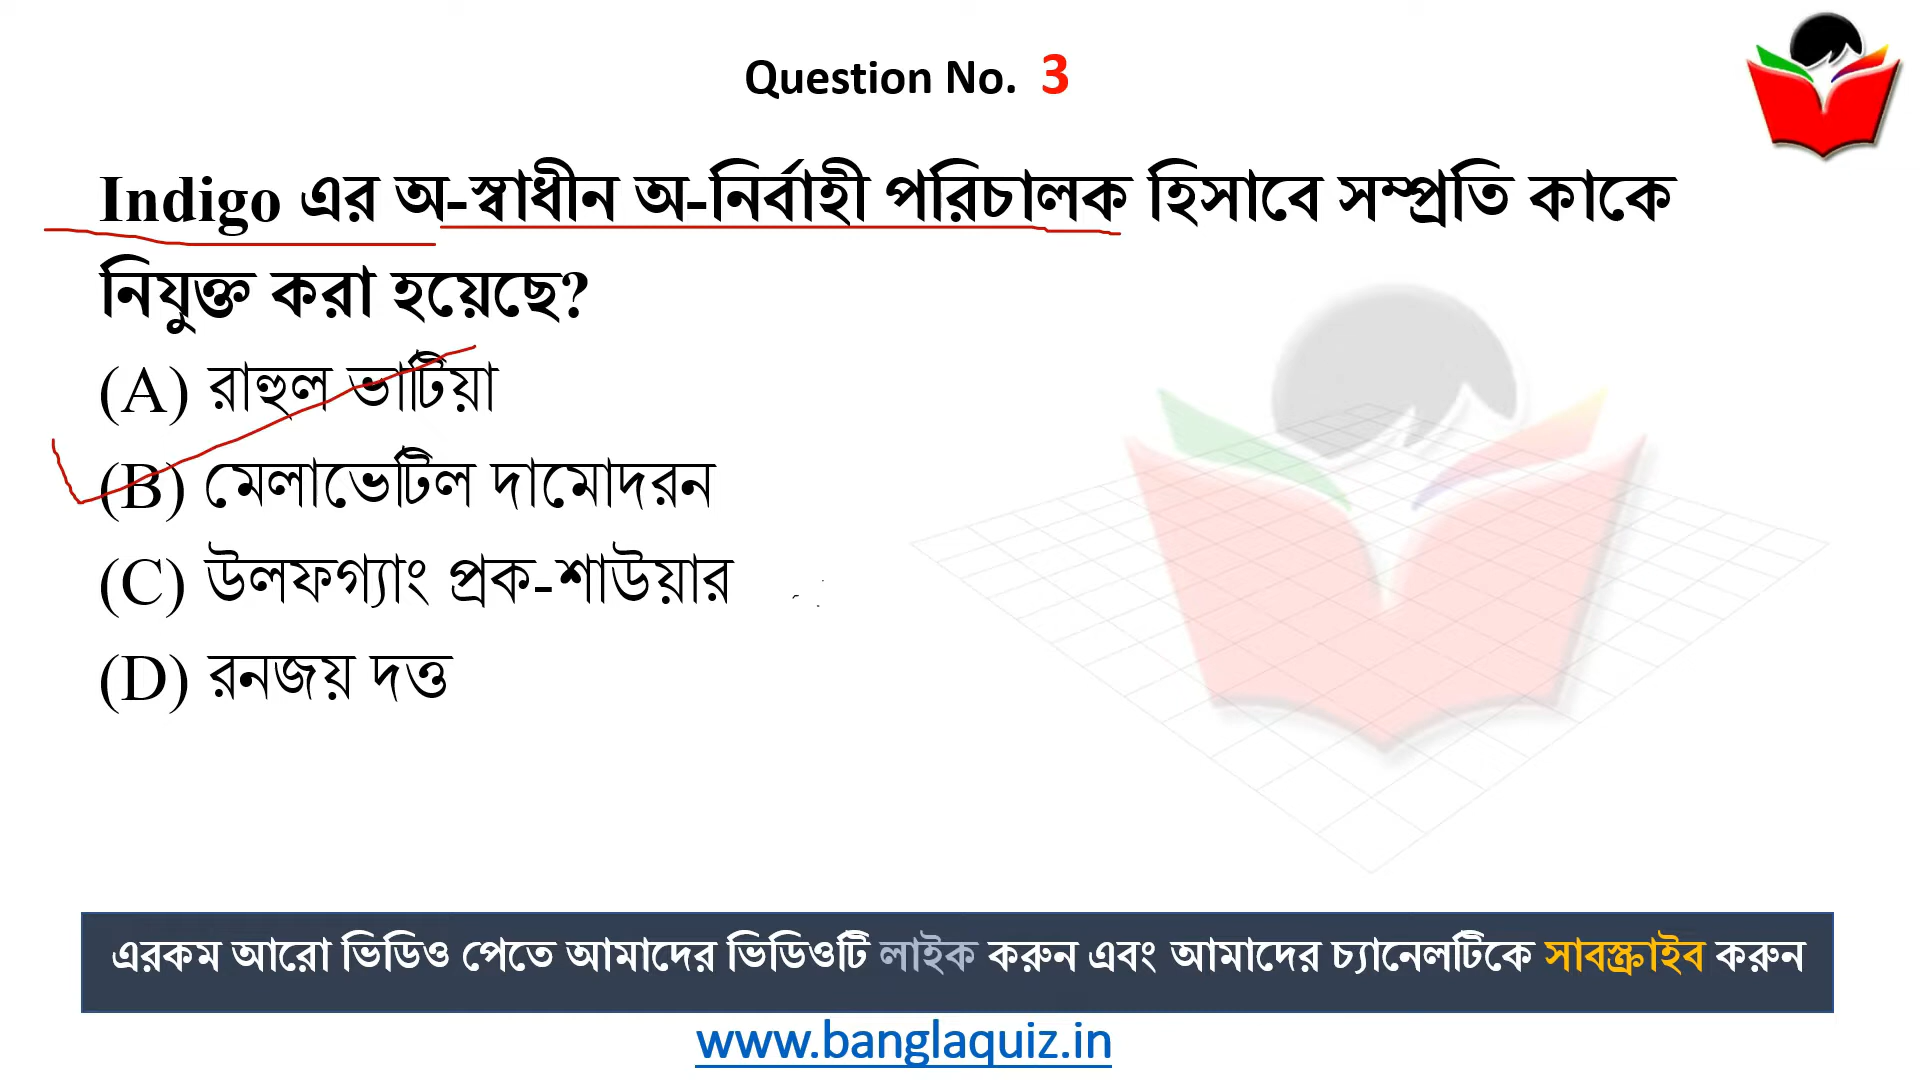 Question No. 3
Indigo এর অ-স্বাধীন অ-নির্বাহী পরিচালক হিসাবে সম্প্রতি কাকে
নিযুক্ত করা হয়েছে?
(A) রাহুল ভাটিয়া
(B) মেলাভেটিল দামোদরন
(C) উলফগ্যাং প্রক-শাউয়ার
(D) রনজয় দত্ত
এরকম আরো ভিডিও পেতে আমাদের ভিডিওটি লাইক করুন এবং আমাদের চ্যানেলটিকে সাবস্ক্রাইব করুন
www.banglaquiz.in